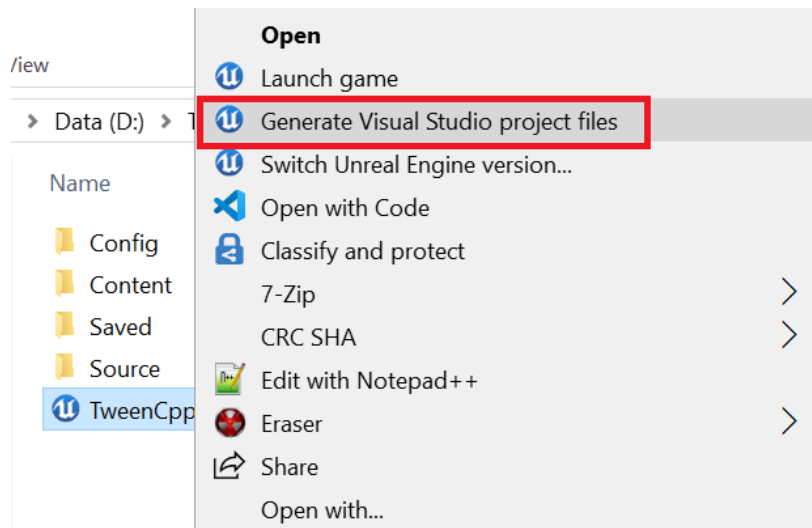 /iew
Data (D:)
Name
Config
Content
Saved
Source
TweenCpp
Open
Launch game
Generate Visual Studio project files
Switch Unreal Engine version...
Open with Code
Classify and protect
7-Zip
CRC SHA
Edit with Notepad++
Eraser
Share
Open with...